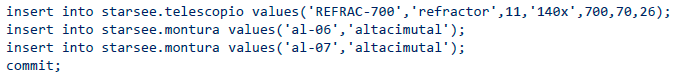 insert into starsee.telescopio values('REFRAC-700','refractor',11,'140x',700,70,26);
insert into starsee.montura values('al-06','altacimutal');
insert into starsee.montura values('al-07','altacimutal');
commit;